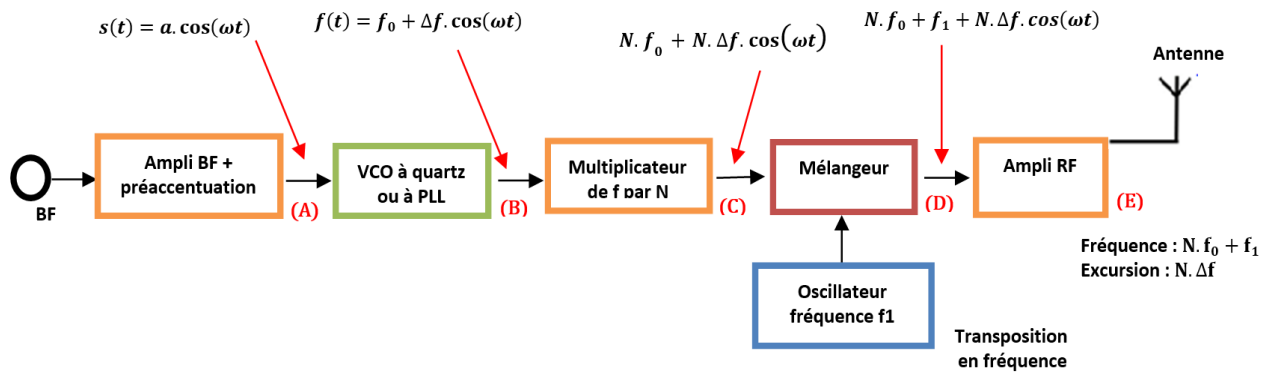 s(t) = a.cos(ωt)
f(t) = f₀ + Δf.cos(ωt)
N.f₀ + N.Δf.cos(ωt)
N.f₀ + f₁ + N.Δf.cos(ωt)
Antenne
BF
Ampli BF +
préaccentuation
(A)
VCO à quartz
ou à PLL
(B)
Multiplicateur
de f par N
(C)
Mélangeur
(D)
Ampli RF
(E)
Fréquence : N.f₀ + f₁
Excursion : N.Δf
Oscillateur
fréquence f1
Transposition
en fréquence